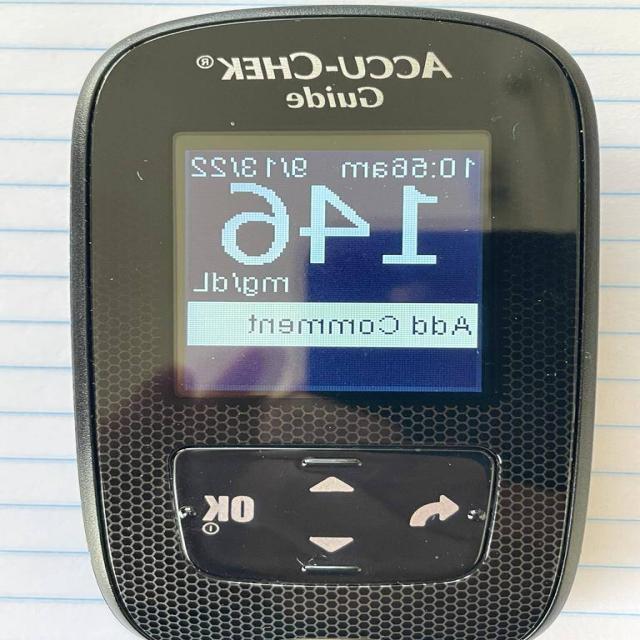 ACCU-CHEK®
Guide
10:56am 9/13/22
146
mg/dL
Add Comment
OK